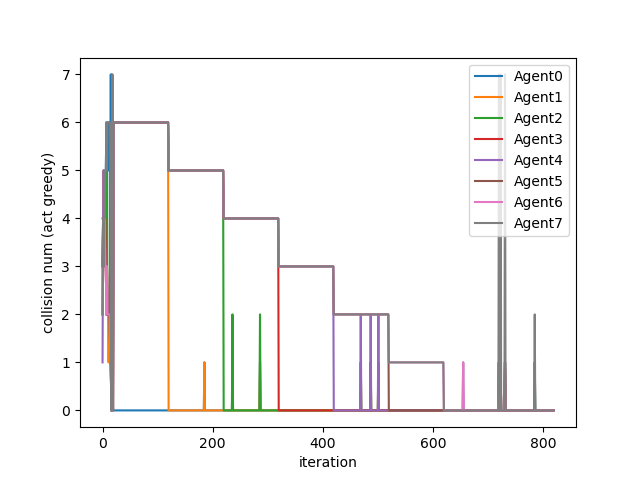 collision num (act greedy)
7
6
5
4
3
2
1
0
0
200
400
600
800
iteration
Agent0
Agent1
Agent2
Agent3
Agent4
Agent5
Agent6
Agent7